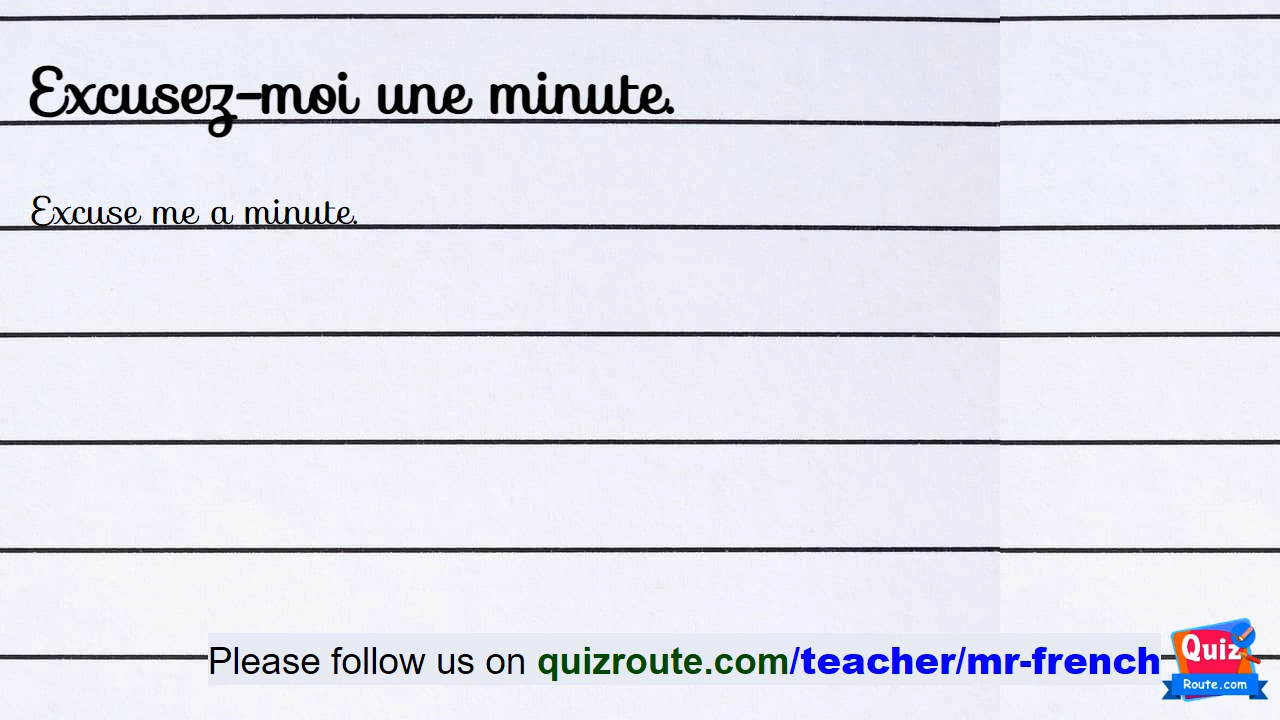 Excusez-moi une minute.
Excuse me a minute.
Please follow us on quizroute.com/teacher/mr-french
Quiz
Route.com